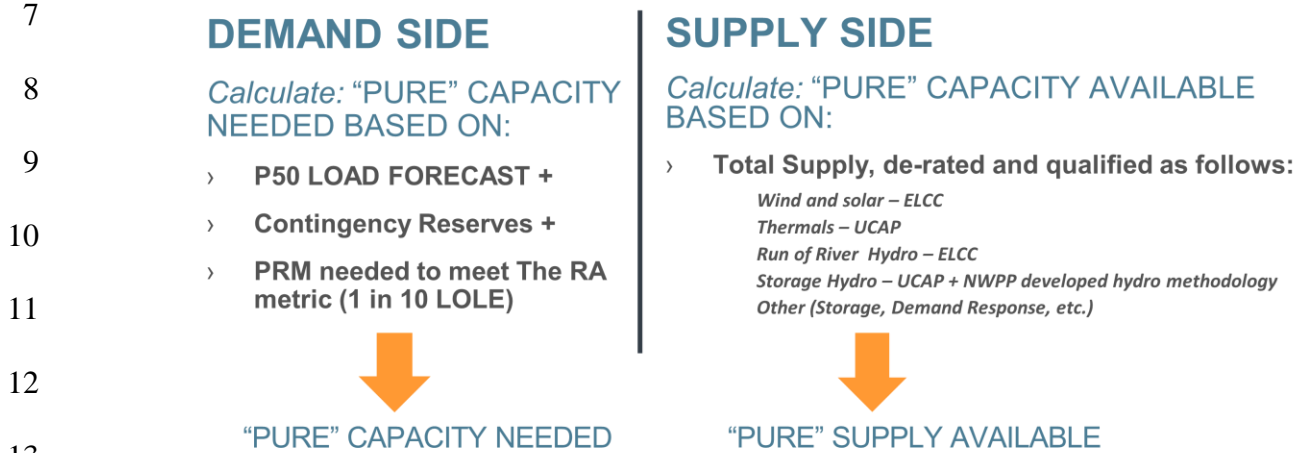 7
DEMAND SIDE
8
Calculate: “PURE” CAPACITY
NEEDED BASED ON:
9
› P50 LOAD FORECAST +
› Contingency Reserves +
10
› PRM needed to meet The RA
metric (1 in 10 LOLE)
11
12
“PURE” CAPACITY NEEDED
13
SUPPLY SIDE
Calculate: “PURE” CAPACITY AVAILABLE
BASED ON:
› Total Supply, de-rated and qualified as follows:
Wind and solar – ELCC
Thermals – UCAP
Run of River Hydro – ELCC
Storage Hydro – UCAP + NWPP developed hydro methodology
Other (Storage, Demand Response, etc.)
“PURE” SUPPLY AVAILABLE